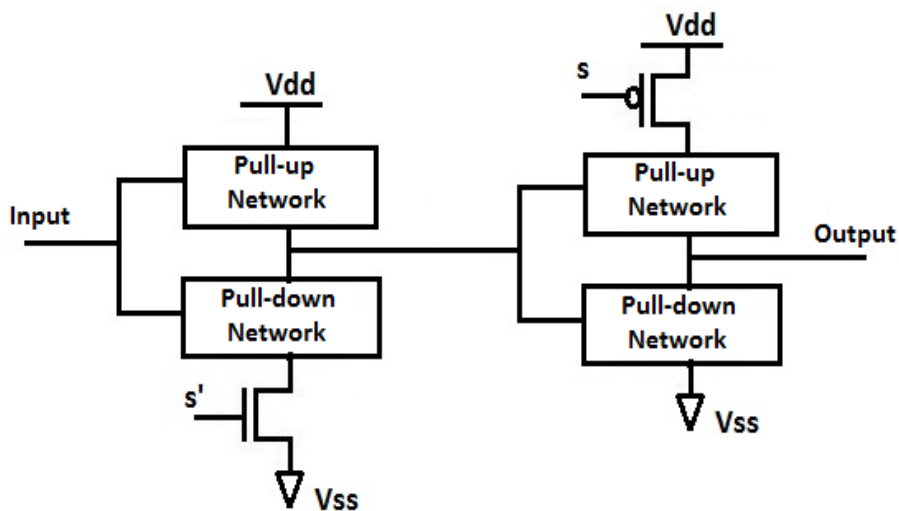 Vdd
s
Pull-up
Network
Input
Pull-down
Network
s'
Vss
Vdd
Pull-up
Network
Output
Pull-down
Network
Vss